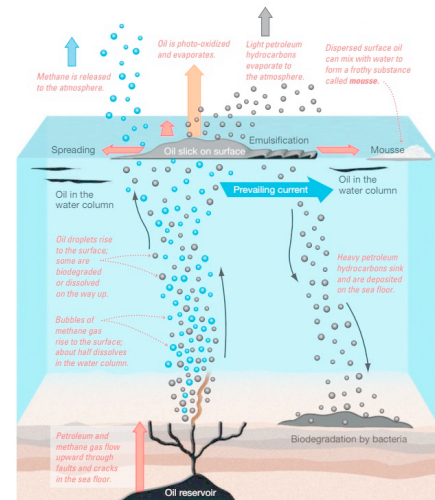 Oil is photo-oxidized
and evaporates.
Light petroleum
hydrocarbons
evaporate to
the atmosphere.
Dispersed surface oil
can mix with water to
form a frothy substance
called mousse.
Methane is released
to the atmosphere.
Spreading
Oil slick on surface
Emulsification
Mousse
Oil in the
water column
Prevailing current
Oil in the
water column
Oil droplets rise
to the surface;
some are
biodegraded
or dissolved
on the way up.
Heavy petroleum
hydrocarbons sink
and are deposited
on the sea floor.
Bubbles of
methane gas
rise to the surface;
about half dissolves
in the water column.
Petroleum and
methane gas flow
upward through
faults and cracks
in the sea floor.
Biodegradation by bacteria
Oil reservoir